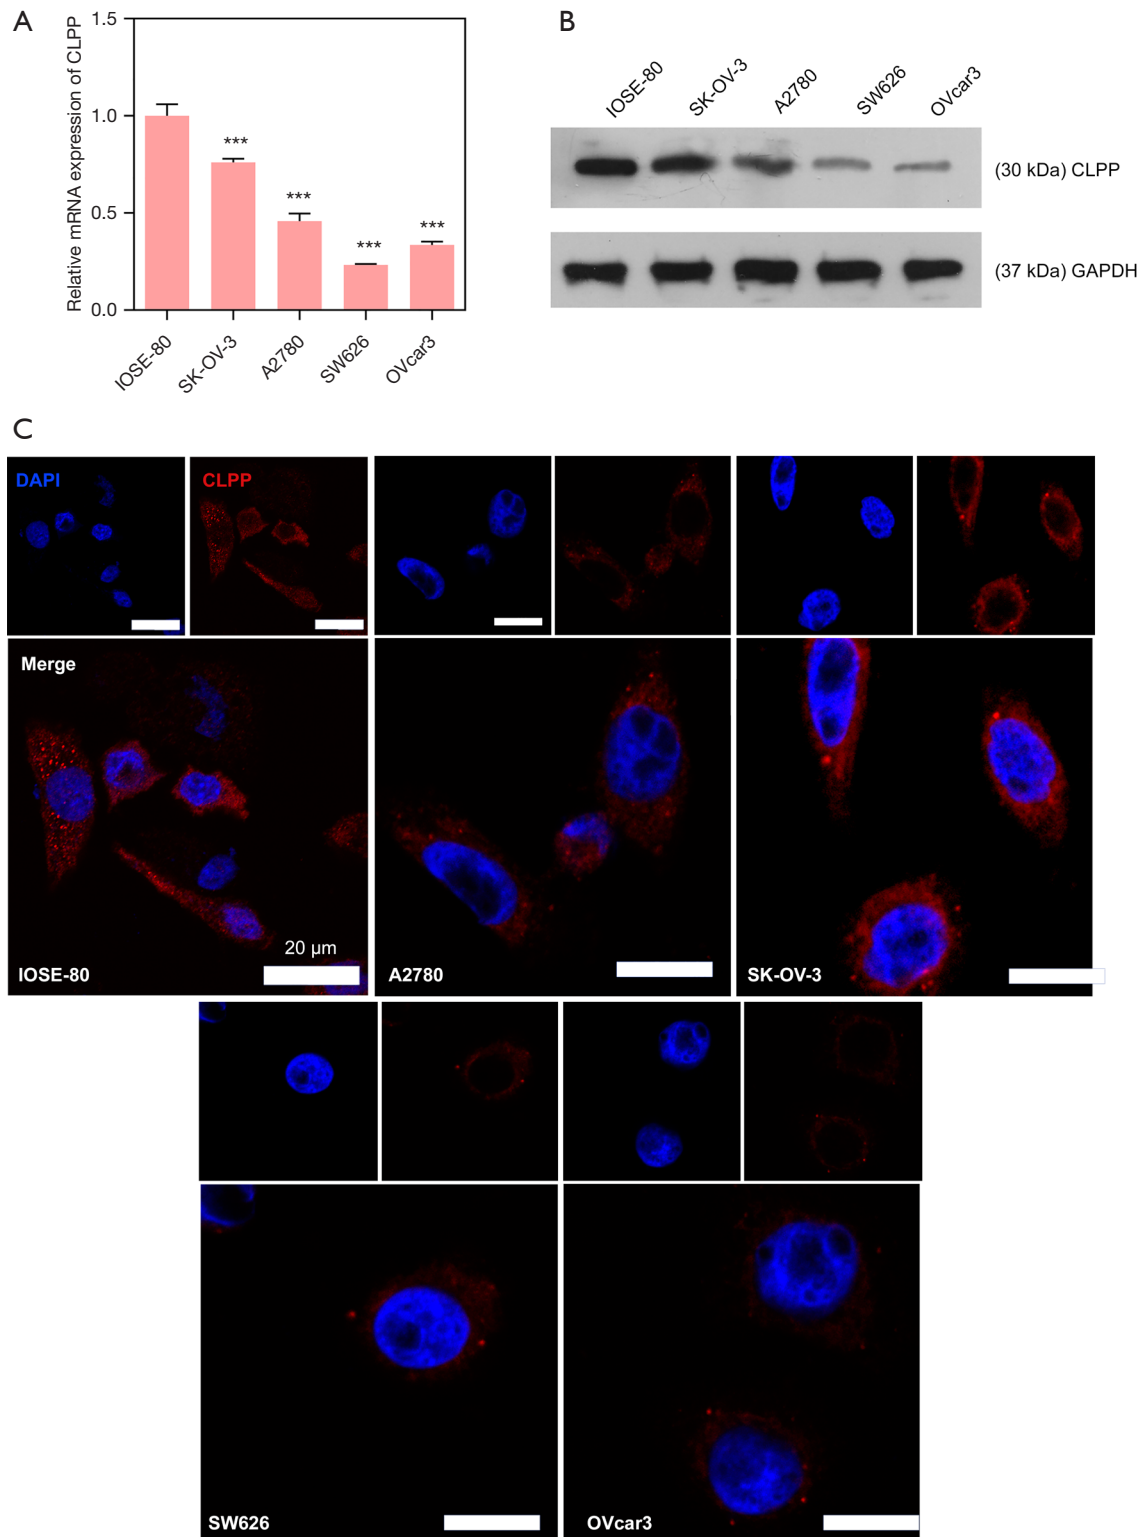 A
Relative mRNA expression of CLPP
1.5
1.0
0.5
0.0
***
***
***
***
IOSE-80
SK-OV-3
A2780
SW626
OVcar3
B
IOSE-80
SK-OV-3
A2780
SW626
OVcar3
(30 kDa) CLPP
(37 kDa) GAPDH
C
DAPI
CLPP
Merge
20 µm
IOSE-80
A2780
SK-OV-3
SW626
OVcar3